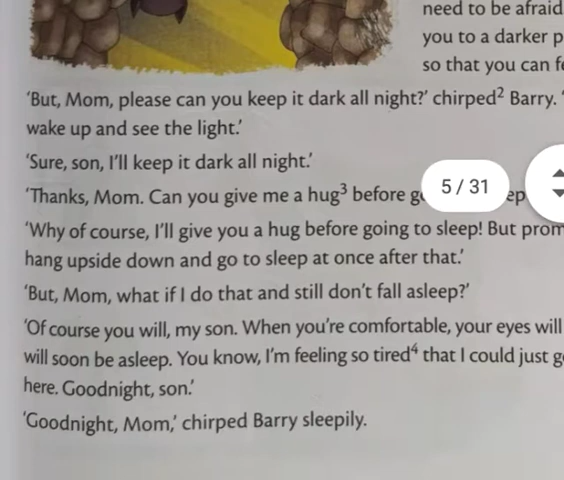 need to be afraid
you to a darker p
so that you can f
'But, Mom, please can you keep it dark all night?' chirped² Barry. '
wake up and see the light.'
'Sure, son, I'll keep it dark all night.'
'Thanks, Mom. Can you give me a hug³ before g ep
5 / 31
'Why of course, I'll give you a hug before going to sleep! But prom
hang upside down and go to sleep at once after that.'
'But, Mom, what if I do that and still don't fall asleep?'
'Of course you will, my son. When you're comfortable, your eyes will
will soon be asleep. You know, I'm feeling so tired⁴ that I could just g
here. Goodnight, son.'
'Goodnight, Mom,' chirped Barry sleepily.